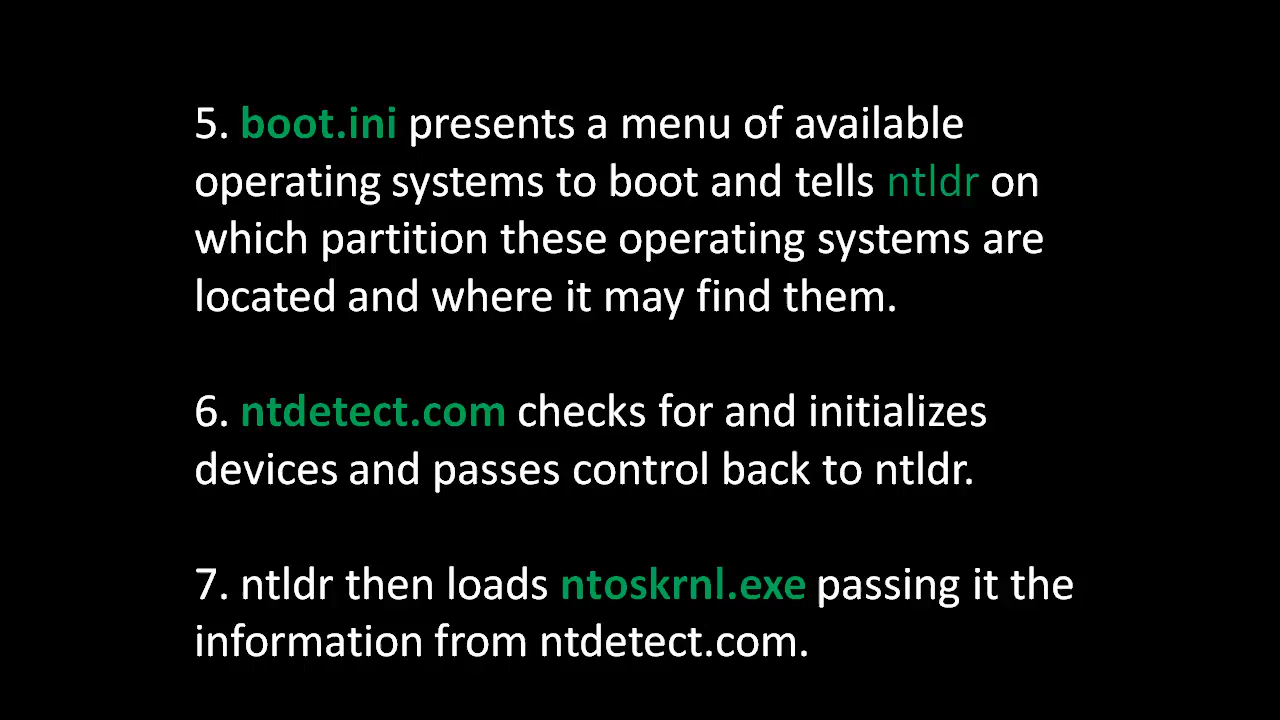 5. boot.ini presents a menu of available
operating systems to boot and tells ntldr on
which partition these operating systems are
located and where it may find them.
6. ntdetect.com checks for and initializes
devices and passes control back to ntldr.
7. ntldr then loads ntoskrnl.exe passing it the
information from ntdetect.com.